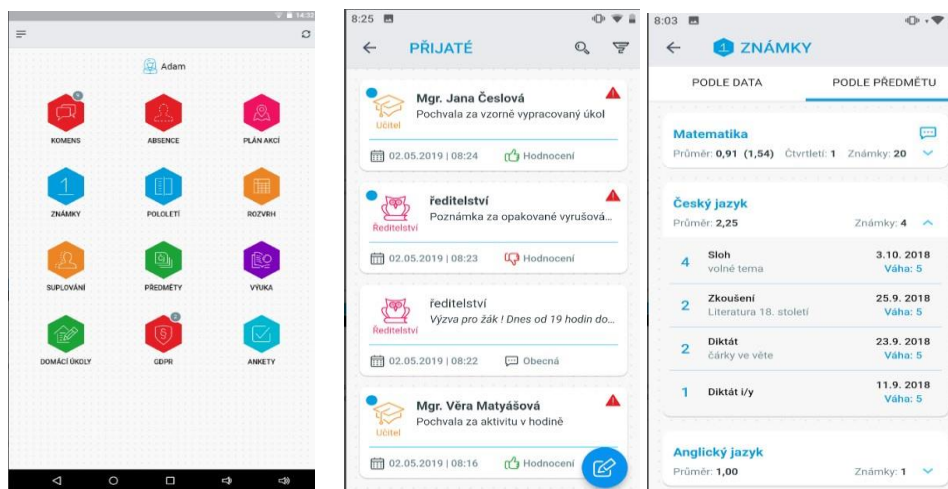 14:32
Adam
KOMENS
ABSENCE
PLÁN AKCÍ
1
ZNÁMKY
POLOLETÍ
ROZVRH
SUPLOVÁNÍ
PŘEDMĚTY
VÝUKA
2
DOMÁCÍ ÚKOLY
GDPR
ANKETY
8:25
PŘIJATÉ
Mgr. Jana Česlová
Pochvala za vzorně vypracovaný úkol
Učitel
02.05.2019 | 08:24 Hodnocení
ředitelství
Poznámka za opakované vyrušová...
Ředitelství
02.05.2019 | 08:23 Hodnocení
ředitelství
Výzva pro žák ! Dnes od 19 hodin do...
Ředitelství
02.05.2019 | 08:22 Obecná
Mgr. Věra Matyášová
Pochvala za aktivitu v hodině
Učitel
02.05.2019 | 08:16 Hodnocení
8:03
1 ZNÁMKY
PODLE DATA PODLE PŘEDMĚTU
Matematika
Průměr: 0,91 (1,54) Čtvrtletí: 1 Známky: 20
Český jazyk
Průměr: 2,25 Známky: 4
4 Sloh 3.10. 2018
volné tema Váha: 5
2 Zkoušení 25.9. 2018
Literatura 18. století Váha: 5
2 Diktát 23.9. 2018
čárky ve věte Váha: 5
1 Diktát i/y 11.9. 2018
Váha: 5
Anglický jazyk
Průměr: 1,00 Známky: 1